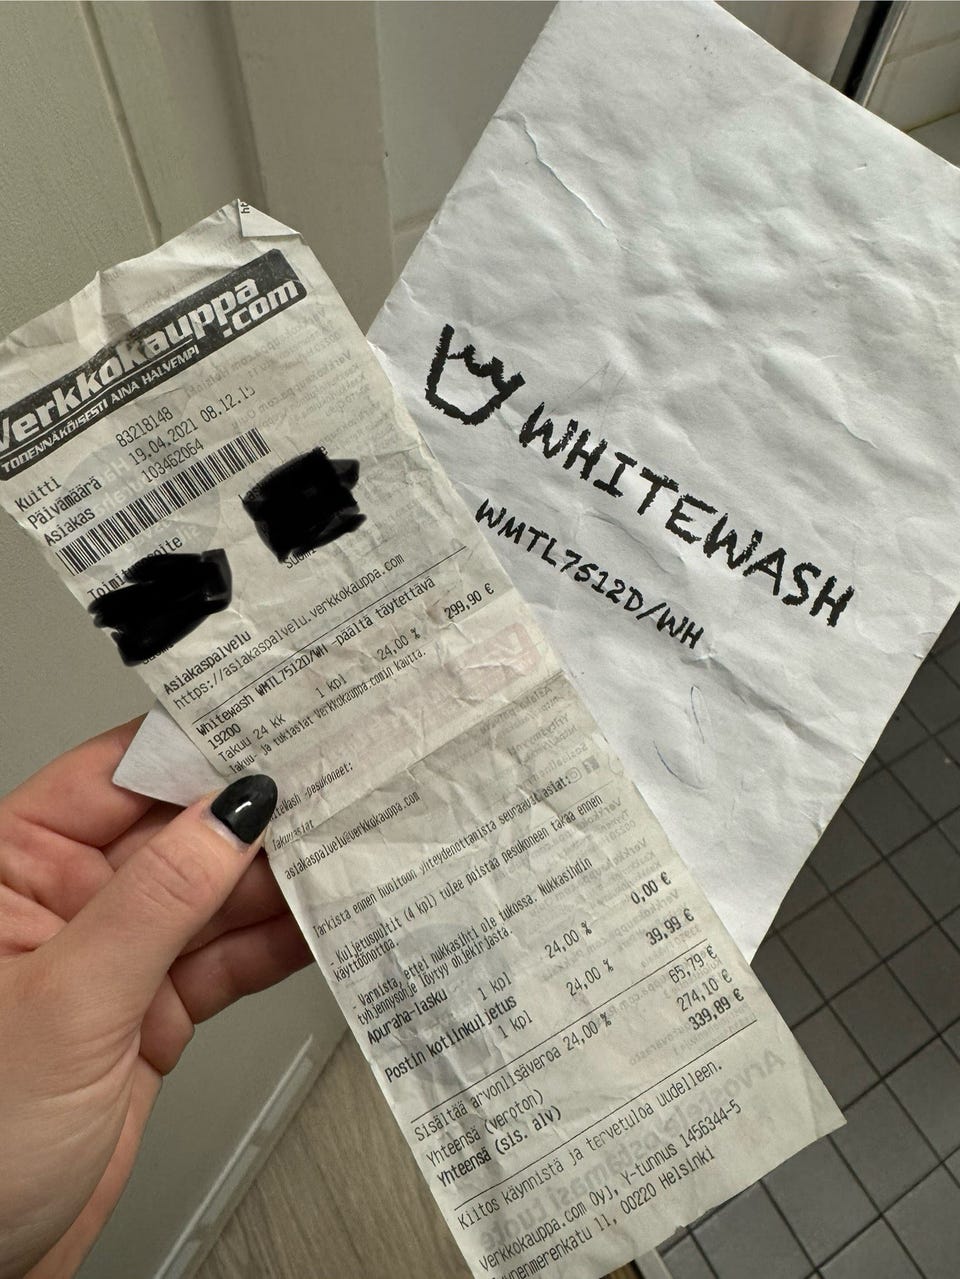 Verkkokauppa
.com
TODENNÄKÖISESTI AINA HALVEMPI
Kuitti 83218148
Päivämäärä 19.04.2021 08.12.15
Asiakas 103462064
Suomi
Asiakaspalvelu
https://asiakaspalvelu.verkkokauppa.com
Whitewash WMTL7512D/WH -päältä täytettävä
19200 1 kpl 24,00 % 299,90 €
Takuu 24 kk
Takuu- ja tukiasiat Verkkokauppa.comin kautta.
-pesukoneet:
Takuuasiat
asiakaspalvelu@verkkokauppa.com
Tarkista ennen huoltoon yhteydenottamista seuraavat asiat:
- Kuljetuspultit (4 kpl) tulee poistaa pesukoneen takaa ennen
käyttöönottoa.
- Varmista, ettei nukkasihti ole tukossa. Nukkasihdin
tyhjennysohje löytyy ohjekirjasta.
Apuraha-lasku
1 kpl 24,00 % 0,00 €
Postin kotiinkuljetus
1 kpl 24,00 % 39,99 €
Sisältää arvonlisäveroa 24,00 % 65,79 €
Yhteensä (veroton) 274,10 €
Yhteensä (sis. alv) 339,89 €
Kiitos käynnistä ja tervetuloa uudelleen.
Verkkokauppa.com Oyj, Y-tunnus 1456344-5
Tyynenmerenkatu 11, 00220 Helsinki
WHITEWASH
WMTL7512D/WH